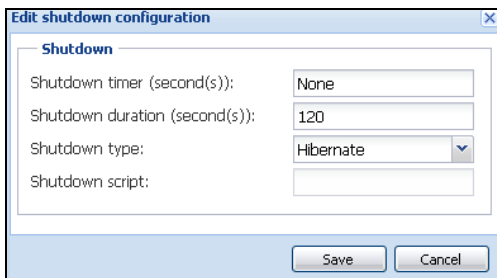 Edit shutdown configuration
Shutdown
Shutdown timer (second(s)): None
Shutdown duration (second(s)): 120
Shutdown type: Hibernate
Shutdown script:
Save Cancel